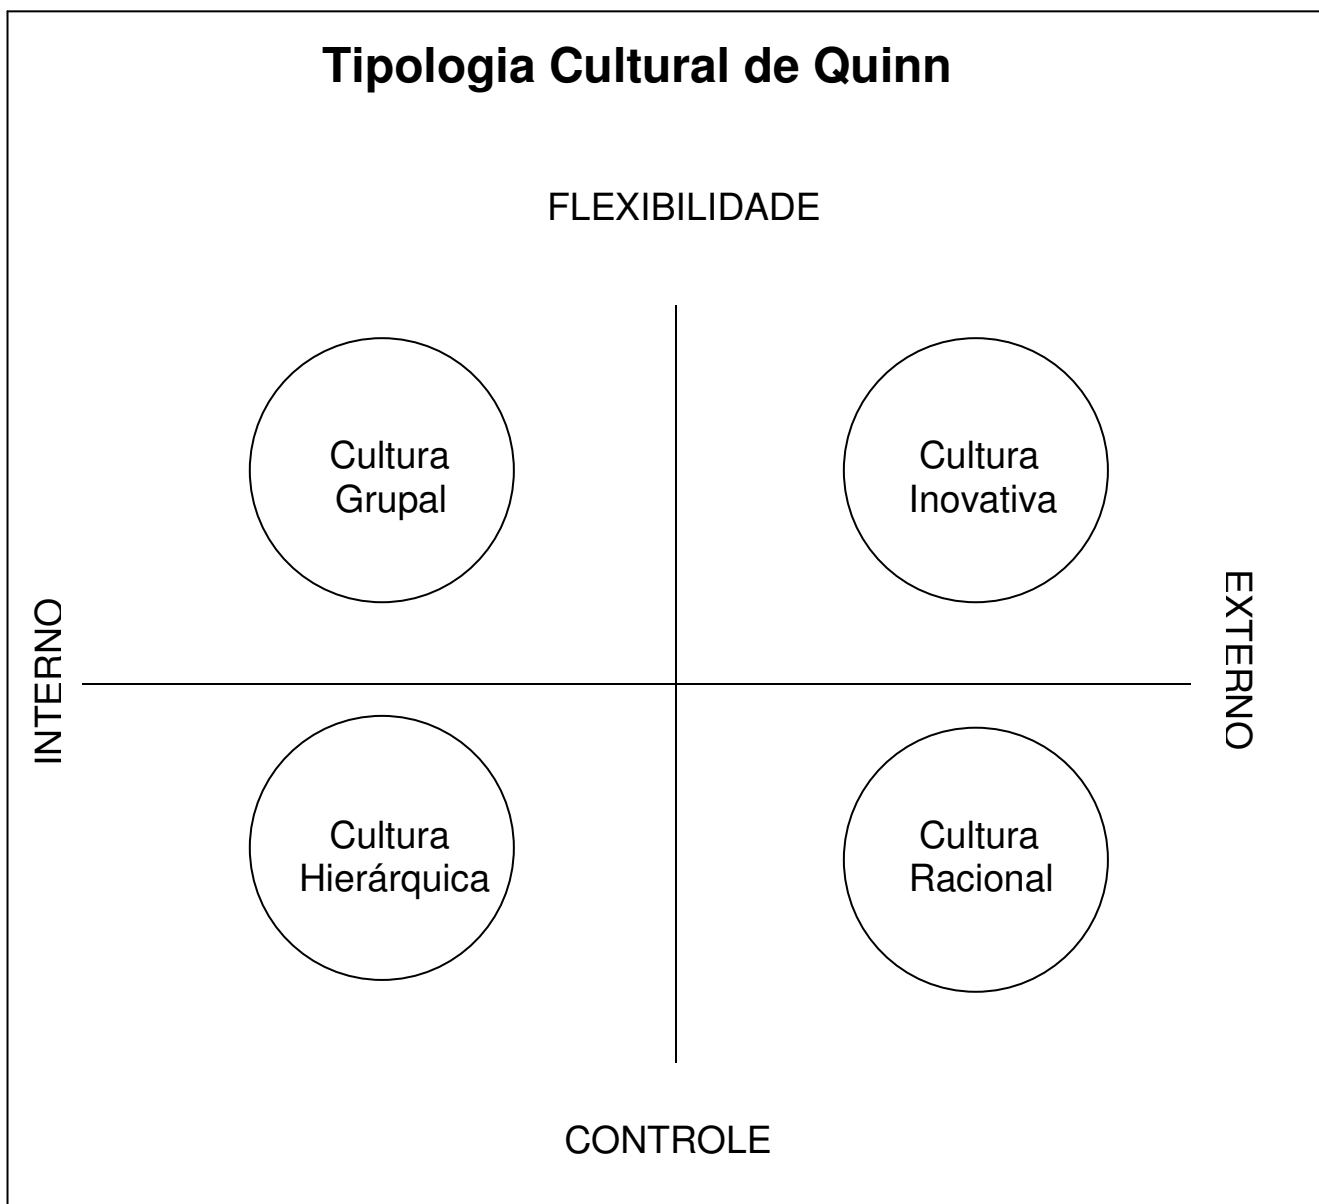 Tipologia Cultural de Quinn
FLEXIBILIDADE
Cultura
Grupal
Cultura
Inovativa
INTERNO
EXTERNO
Cultura
Hierárquica
Cultura
Racional
CONTROLE